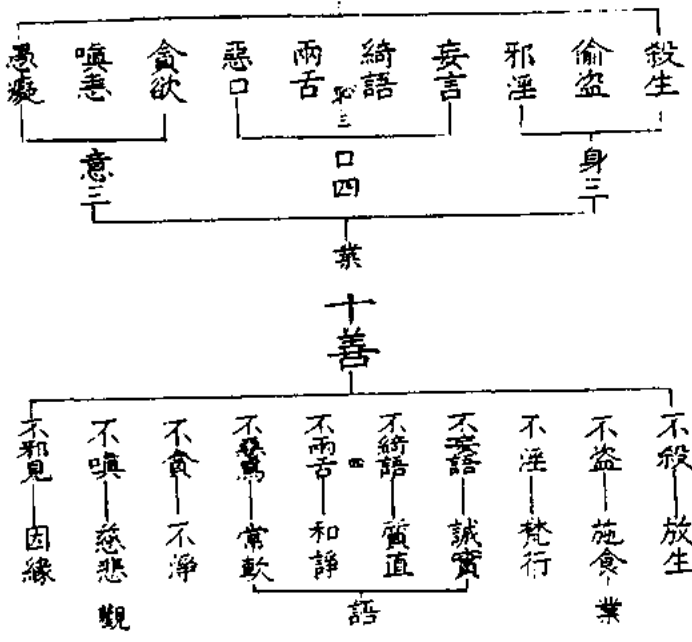 殺生
偷盜
邪淫
妄言
綺語
兩舌
惡口
貪欲
嗔恚
愚癡
身三
口四
意三
業
十善
不殺
不盜
不淫
不妄語
不綺語
不兩舌
不惡罵
不貪
不嗔
不邪見
放生
施食
梵行
誠實
質直
和諍
常軟
不淨
慈悲
因緣
業
語
觀